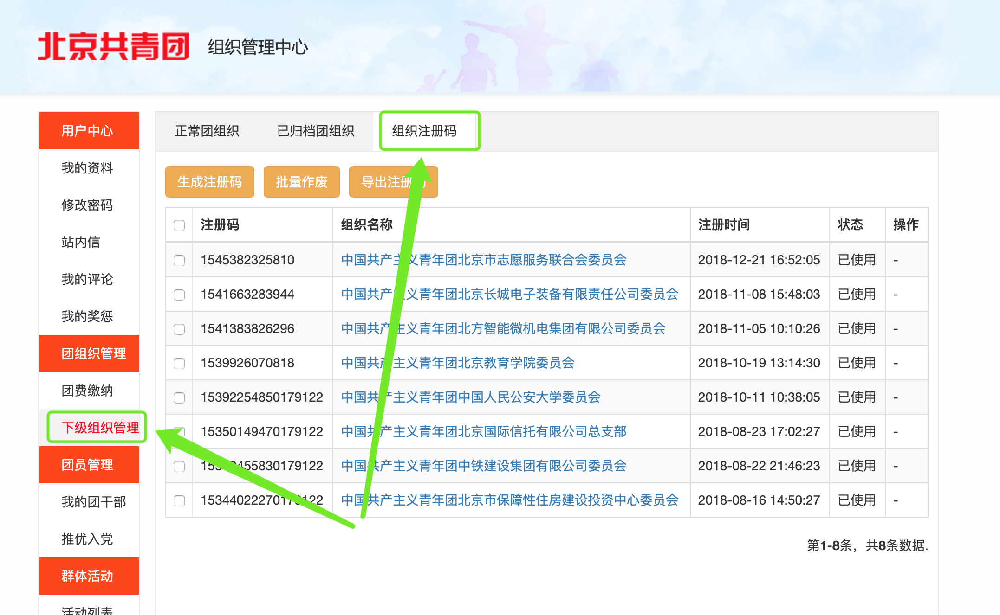 北京共青团 组织管理中心
用户中心
我的资料
修改密码
站内信
我的评论
我的奖惩
团组织管理
团费缴纳
下级组织管理
团员管理
我的团干部
推优入党
群体活动
活动列表
正常团组织 已归档团组织 组织注册码
生成注册码 批量作废 导出注册码
注册码 组织名称 注册时间 状态 操作
1545382325810 中国共产主义青年团北京市志愿服务联合会委员会 2018-12-21 16:52:05 已使用 -
1541663283944 中国共产主义青年团北京长城电子装备有限责任公司委员会 2018-11-08 15:48:03 已使用 -
1541383826296 中国共产主义青年团北方智能微机电集团有限公司委员会 2018-11-05 10:10:26 已使用 -
1539926070818 中国共产主义青年团北京教育学院委员会 2018-10-19 13:14:30 已使用 -
15392254850179122 中国共产主义青年团中国人民公安大学委员会 2018-10-11 10:38:05 已使用 -
15350149470179122 中国共产主义青年团北京国际信托有限公司总支部 2018-08-23 17:02:27 已使用 -
中国共产主义青年团中铁建设集团有限公司委员会 2018-08-22 21:46:23 已使用 -
15344022270179122 中国共产主义青年团北京市保障性住房建设投资中心委员会 2018-08-16 14:50:27 已使用 -
第1-8条，共8条数据.